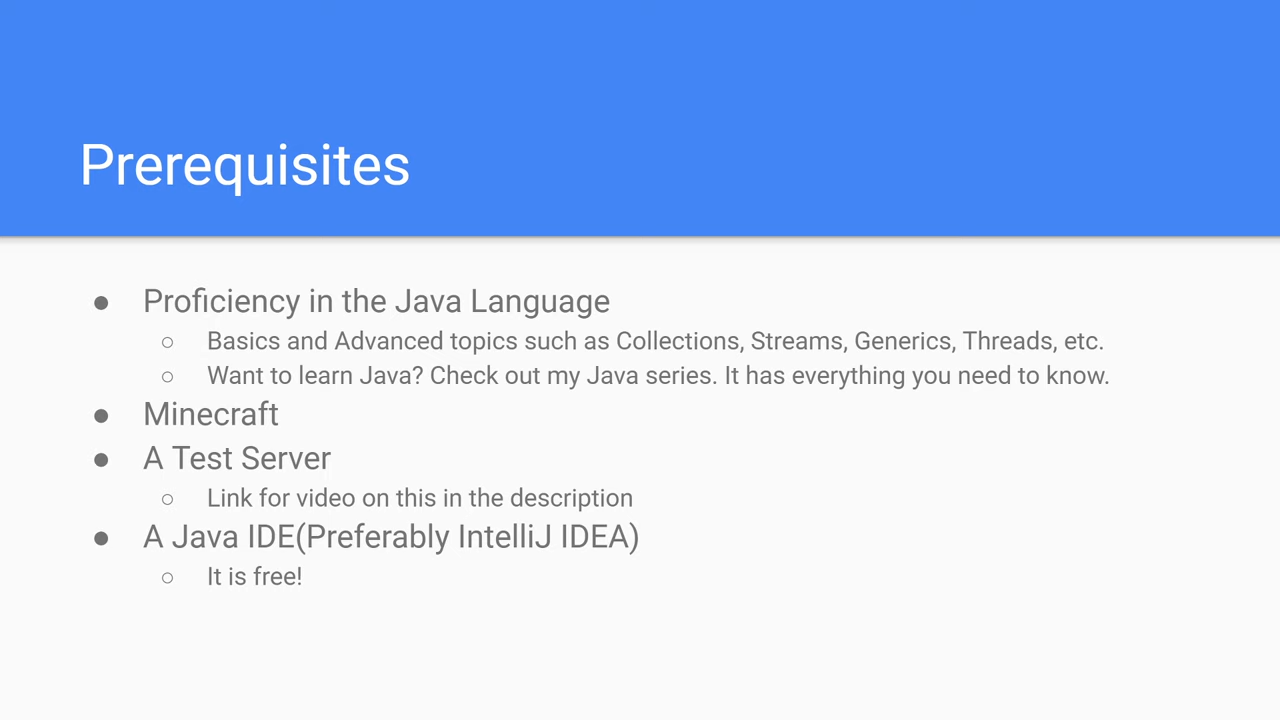 Prerequisites
● Proficiency in the Java Language
○ Basics and Advanced topics such as Collections, Streams, Generics, Threads, etc.
○ Want to learn Java? Check out my Java series. It has everything you need to know.
● Minecraft
● A Test Server
○ Link for video on this in the description
● A Java IDE(Preferably IntelliJ IDEA)
○ It is free!